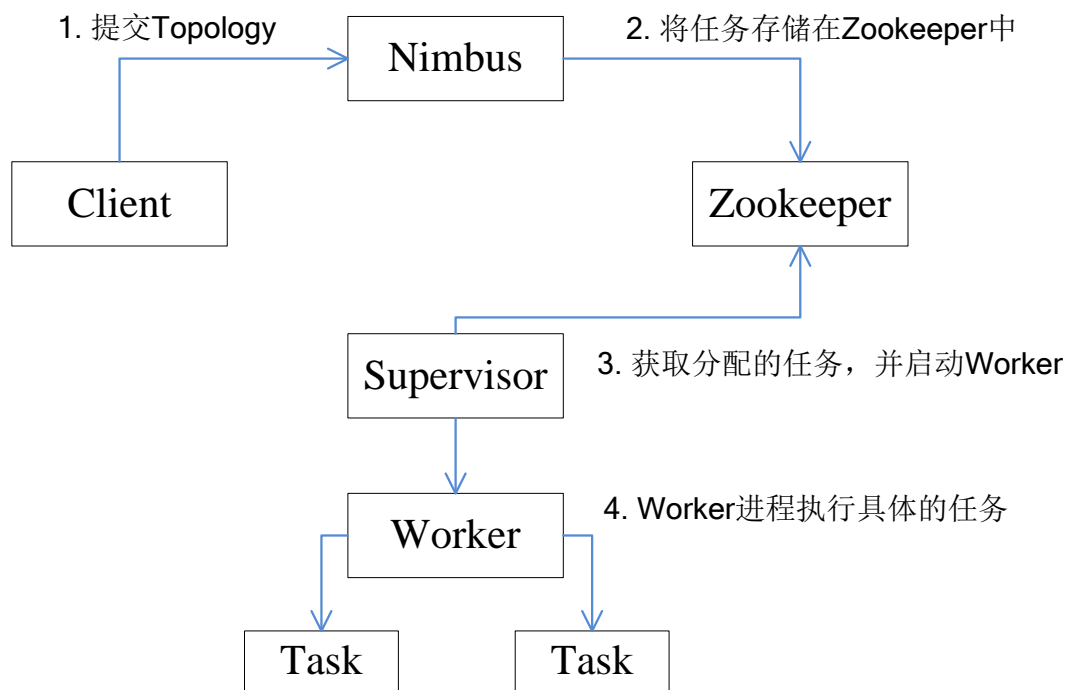 1. 提交Topology
Nimbus
2. 将任务存储在Zookeeper中
Client
Zookeeper
Supervisor
3. 获取分配的任务，并启动Worker
Worker
4. Worker进程执行具体的任务
Task
Task